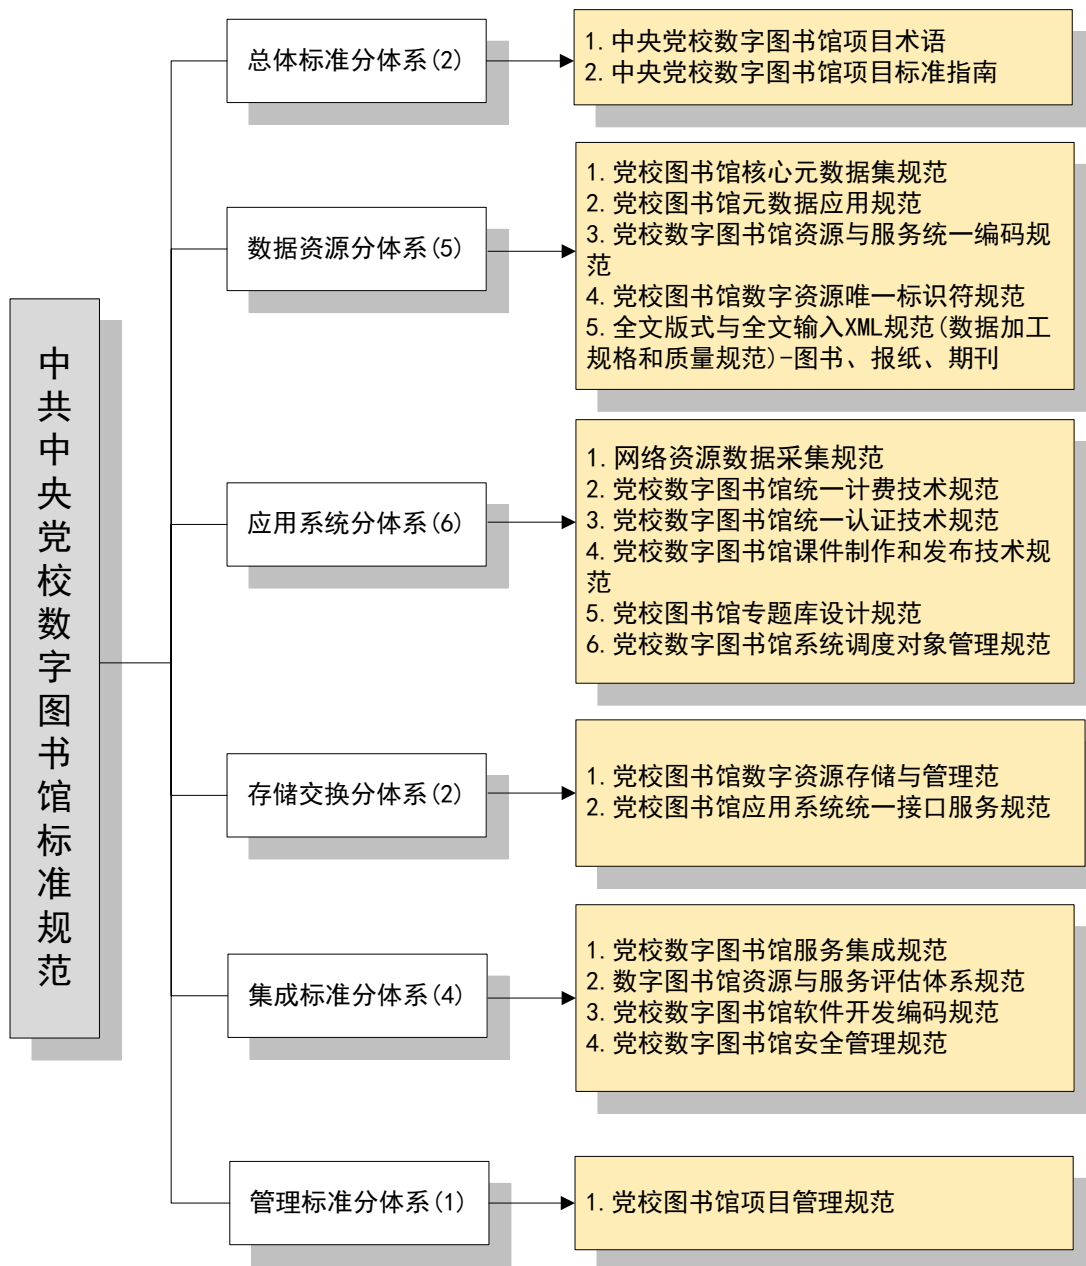 中共中央党校数字图书馆标准规范
总体标准分体系(2)
1. 中央党校数字图书馆项目术语
2. 中央党校数字图书馆项目标准指南
数据资源分体系(5)
1. 党校图书馆核心元数据集规范
2. 党校图书馆元数据应用规范
3. 党校数字图书馆资源与服务统一编码规
范
4. 党校图书馆数字资源唯一标识符规范
5. 全文版式与全文输入XML规范(数据加工
规格和质量规范)-图书、报纸、期刊
应用系统分体系(6)
1. 网络资源数据采集规范
2. 党校数字图书馆统一计费技术规范
3. 党校数字图书馆统一认证技术规范
4. 党校数字图书馆课件制作和发布技术规
范
5. 党校图书馆专题库设计规范
6. 党校数字图书馆系统调度对象管理规范
存储交换分体系(2)
1. 党校图书馆数字资源存储与管理范
2. 党校图书馆应用系统统一接口服务规范
集成标准分体系(4)
1. 党校数字图书馆服务集成规范
2. 数字图书馆资源与服务评估体系规范
3. 党校数字图书馆软件开发编码规范
4. 党校数字图书馆安全管理规范
管理标准分体系(1)
1. 党校图书馆项目管理规范